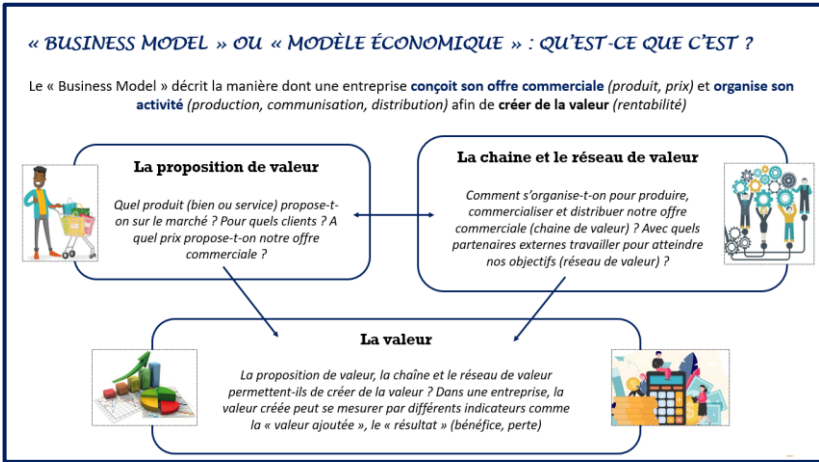 « BUSINESS MODEL » OU « MODÈLE ÉCONOMIQUE » : QU'EST-CE QUE C'EST ?
Le « Business Model » décrit la manière dont une entreprise conçoit son offre commerciale (produit, prix) et organise son
activité (production, communisation, distribution) afin de créer de la valeur (rentabilité)
La proposition de valeur
Quel produit (bien ou service) propose-t-
on sur le marché ? Pour quels clients ? A
quel prix propose-t-on notre offre
commerciale ?
La chaine et le réseau de valeur
Comment s'organise-t-on pour produire,
commercialiser et distribuer notre offre
commerciale (chaine de valeur) ? Avec quels
partenaires externes travailler pour atteindre
nos objectifs (réseau de valeur) ?
La valeur
La proposition de valeur, la chaîne et le réseau de valeur
permettent-ils de créer de la valeur ? Dans une entreprise, la
valeur créée peut se mesurer par différents indicateurs comme
la « valeur ajoutée », le « résultat » (bénéfice, perte)